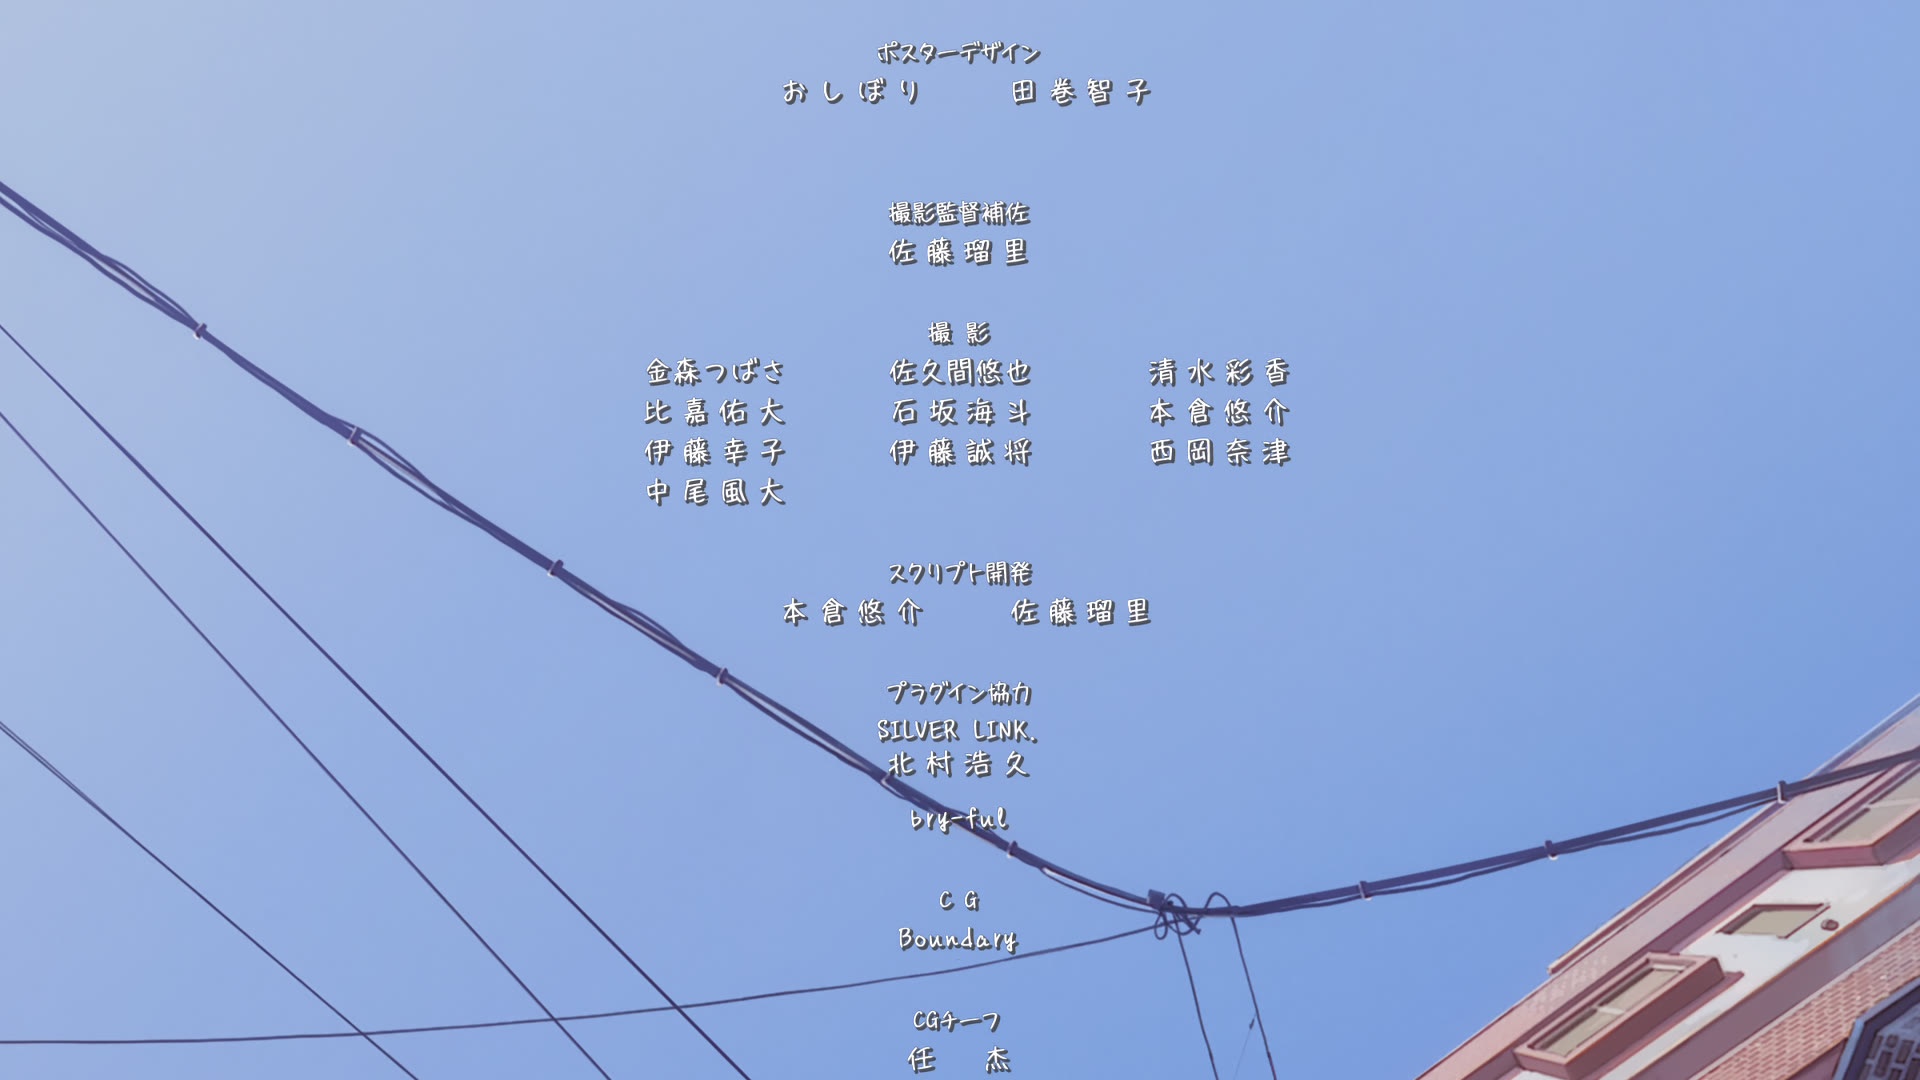 ポスターデザイン
おしぼり 田巻智子
撮影監督補佐
佐藤瑠里
撮影
金森つばさ 佐久間悠也 清水彩香
比嘉佑大 石坂海斗 本倉悠介
伊藤幸子 伊藤誠将 西岡奈津
中尾風大
スクリプト開発
本倉悠介 佐藤瑠里
プラグイン協力
SILVER LINK.
北村浩久
bry-ful
CG
Boundary
CGチーフ
任 杰